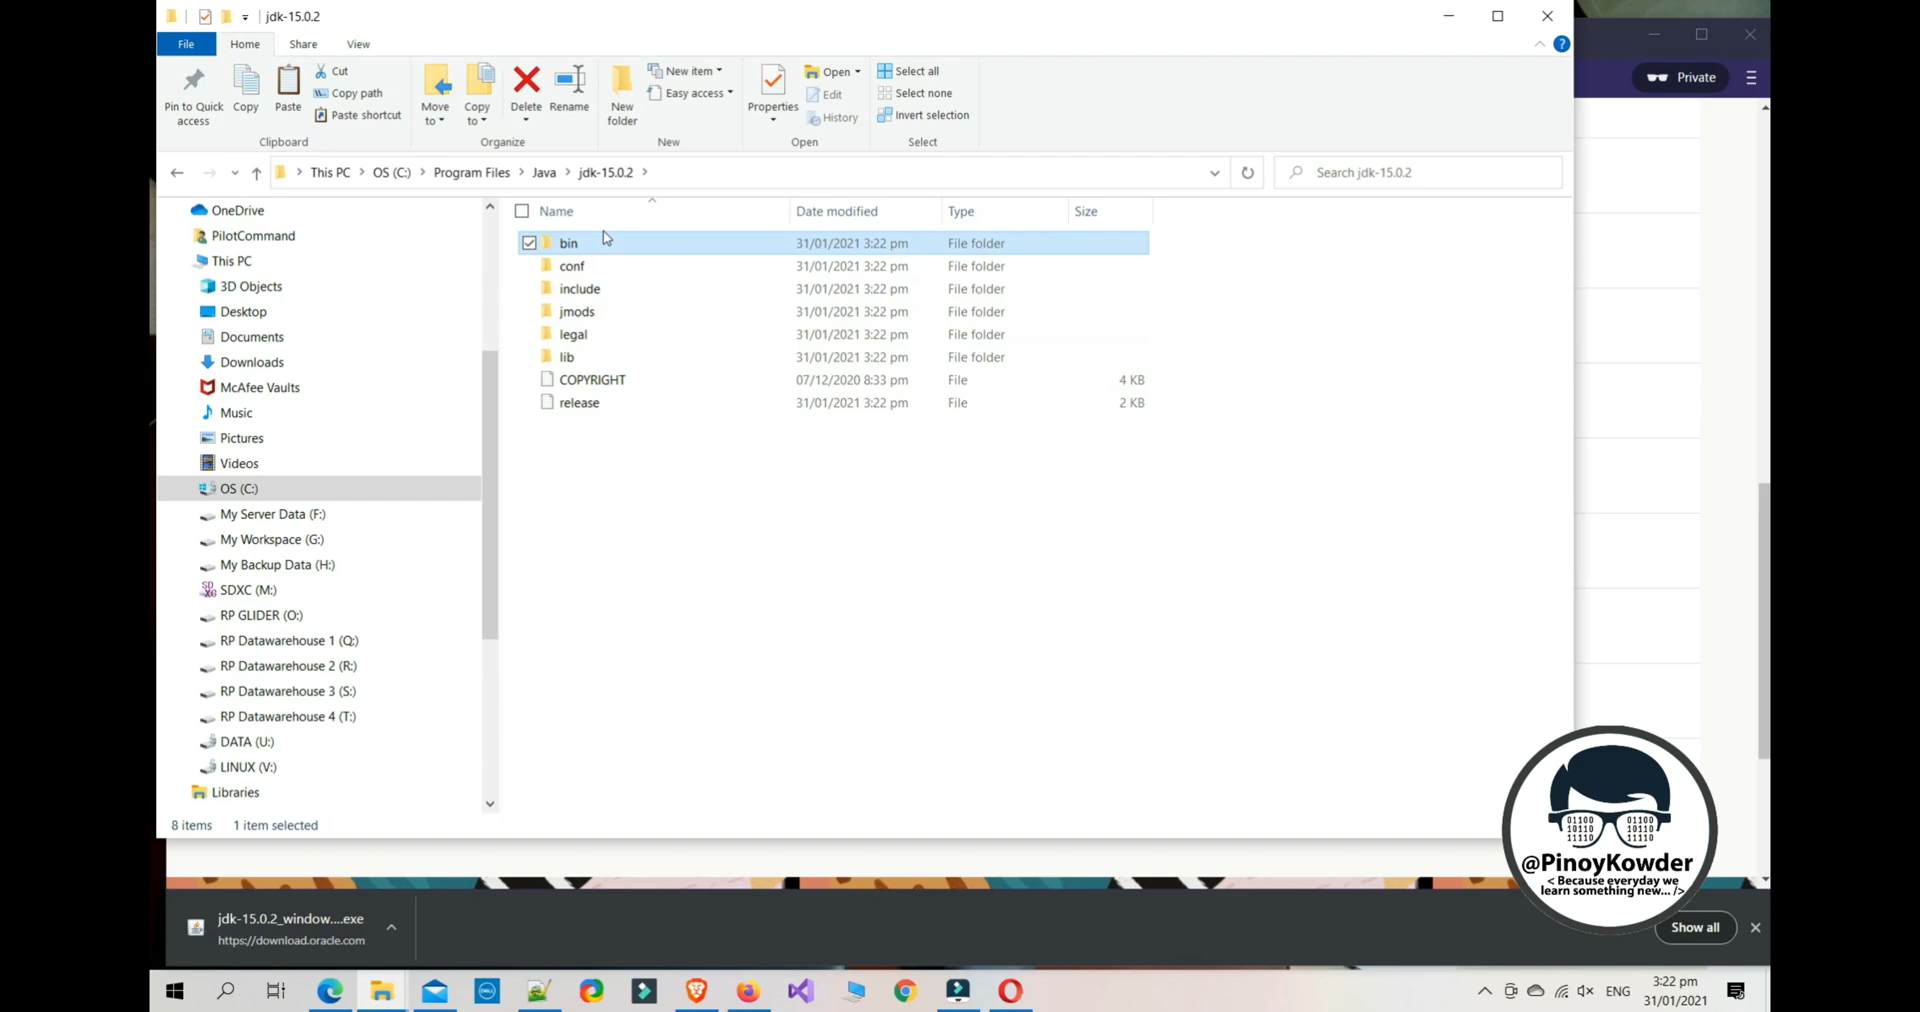 jdk-15.0.2
File
Home
Share
View
Private
Pin to Quick
access
Copy
Paste
Cut
Copy path
Paste shortcut
Clipboard
Move
to
Copy
to
Delete
Rename
Organize
New
folder
New item
Easy access
New
Properties
Open
Edit
History
Open
Select all
Select none
Invert selection
Select
This PC > OS (C:) > Program Files > Java > jdk-15.0.2 >
Search jdk-15.0.2
OneDrive
PilotCommand
This PC
3D Objects
Desktop
Documents
Downloads
McAfee Vaults
Music
Pictures
Videos
OS (C:)
My Server Data (F:)
My Workspace (G:)
My Backup Data (H:)
SDXC (M:)
RP GLIDER (O:)
RP Datawarehouse 1 (Q:)
RP Datawarehouse 2 (R:)
RP Datawarehouse 3 (S:)
RP Datawarehouse 4 (T:)
DATA (U:)
LINUX (V:)
Libraries
Name Date modified Type Size
bin 31/01/2021 3:22 pm File folder
conf 31/01/2021 3:22 pm File folder
include 31/01/2021 3:22 pm File folder
jmods 31/01/2021 3:22 pm File folder
legal 31/01/2021 3:22 pm File folder
lib 31/01/2021 3:22 pm File folder
COPYRIGHT 07/12/2020 8:33 pm File 4 KB
release 31/01/2021 3:22 pm File 2 KB
8 items 1 item selected
01100 01100
10110 10110
11110 11110
@PinoyKowder
< Because everyday we
learn something new... />
jdk-15.0.2_window....exe
https://download.oracle.com
Show all
DELL
ENG
3:22 pm
31/01/2021